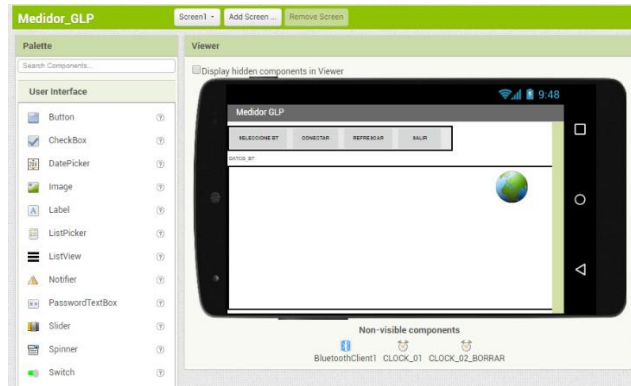 Medidor_GLP
Screen1
Add Screen ...
Remove Screen
Palette
Viewer
Search Components...
Display hidden components in Viewer
User Interface
Button
CheckBox
DatePicker
Image
Label
ListPicker
ListView
Notifier
PasswordTextBox
Slider
Spinner
Switch
9:48
Medidor GLP
SELECCIONE BT
CONECTAR
REFRESCAR
SALIR
DATOS_BT
Non-visible components
BluetoothClient1 CLOCK_01 CLOCK_02_BORRAR